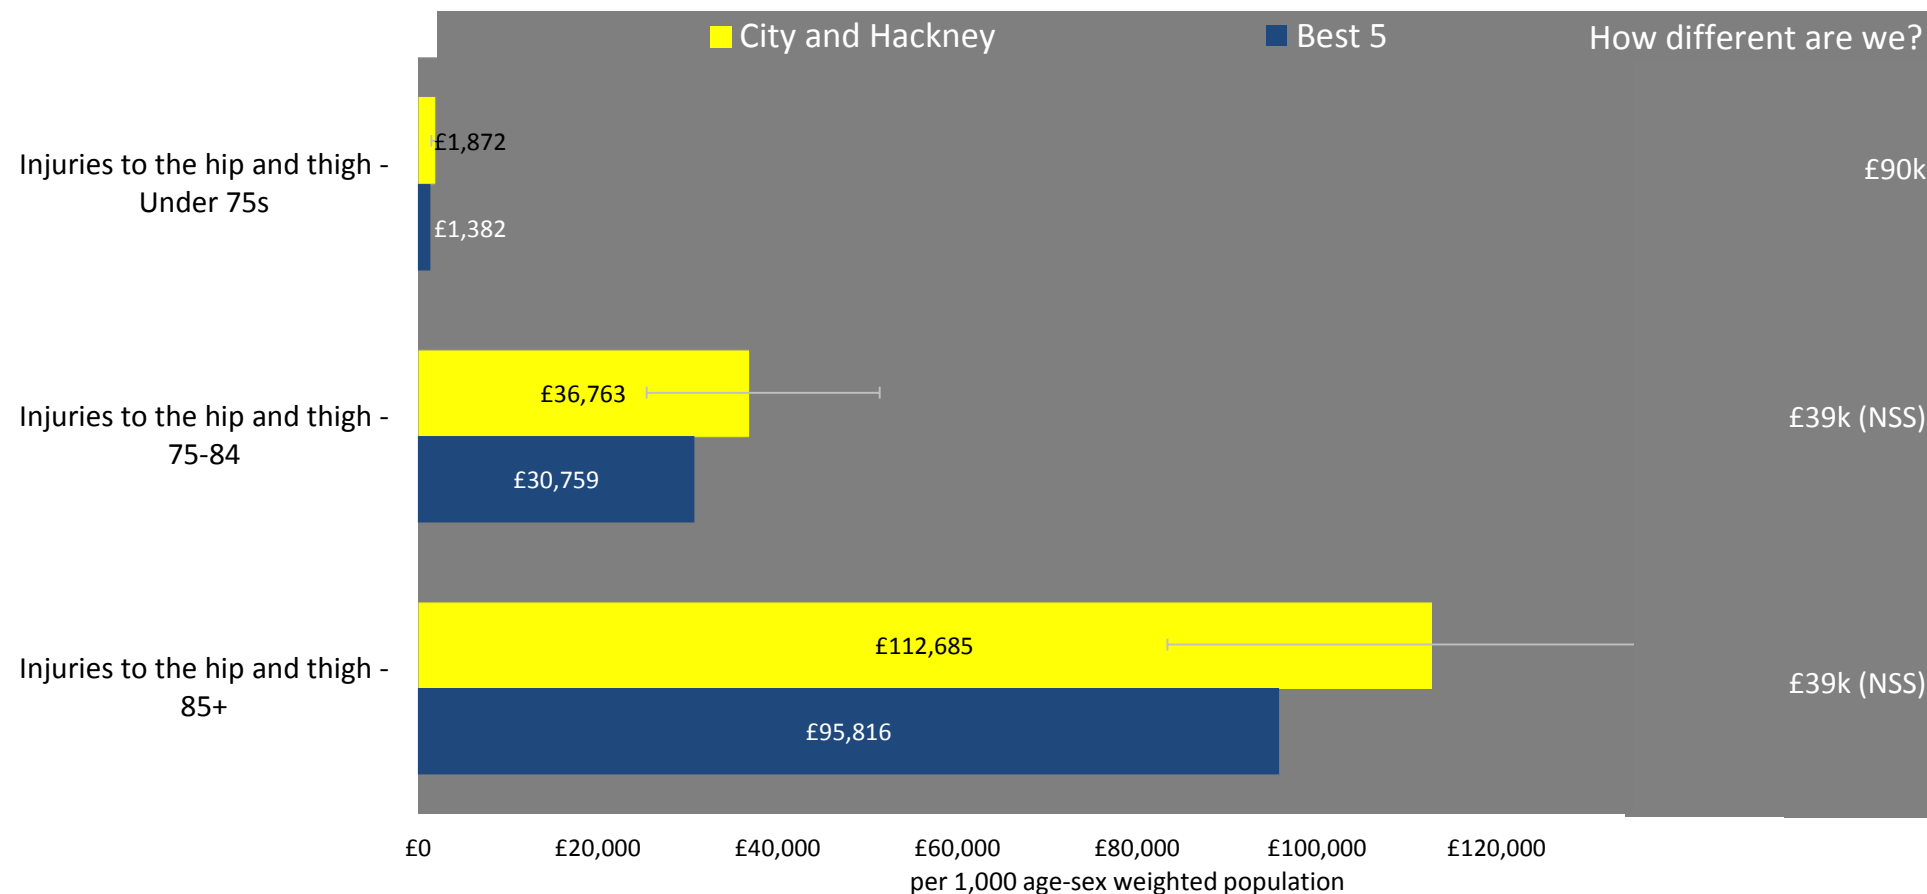 City and Hackney
Best 5
How different are we?
Injuries to the hip and thigh -
Under 75s
£1,872
£1,382
£90k
Injuries to the hip and thigh -
75-84
£36,763
£30,759
£39k (NSS)
Injuries to the hip and thigh -
85+
£112,685
£95,816
£39k (NSS)
£0 £20,000 £40,000 £60,000 £80,000 £100,000 £120,000
per 1,000 age-sex weighted population